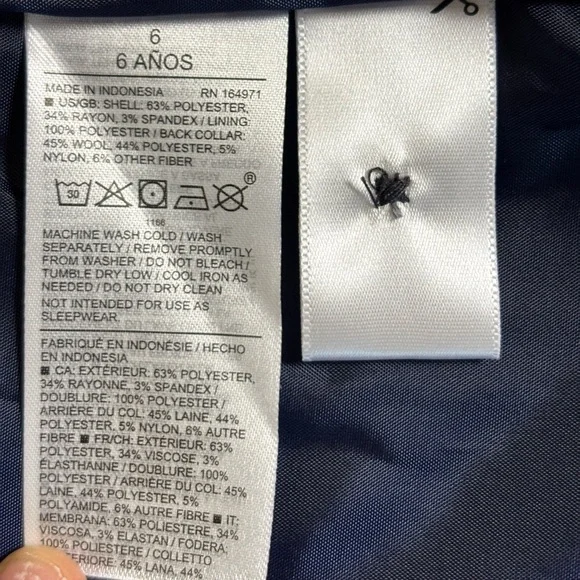 6
6 AÑOS
MADE IN INDONESIA RN 164971
■ US/GB: SHELL: 63% POLYESTER,
34% RAYON, 3% SPANDEX / LINING:
100% POLYESTER / BACK COLLAR:
45% WOOL, 44% POLYESTER, 5%
NYLON, 6% OTHER FIBER
30
®
1166
MACHINE WASH COLD / WASH
SEPARATELY / REMOVE PROMPTLY
FROM WASHER / DO NOT BLEACH /
TUMBLE DRY LOW / COOL IRON AS
NEEDED / DO NOT DRY CLEAN
NOT INTENDED FOR USE AS
SLEEPWEAR.
FABRIQUÉ EN INDONÉSIE / HECHO
EN INDONESIA
■ CA: EXTÉRIEUR: 63% POLYESTER,
34% RAYONNE, 3% SPANDEX /
DOUBLURE: 100% POLYESTER /
ARRIÈRE DU COL: 45% LAINE, 44%
POLYESTER, 5% NYLON, 6% AUTRE
FIBRE ■ FR/CH: EXTÉRIEUR: 63%
POLYESTER, 34% VISCOSE, 3%
ÉLASTHANNE / DOUBLURE: 100%
POLYESTER / ARRIÈRE DU COL: 45%
LAINE, 44% POLYESTER, 5%
POLYAMIDE, 6% AUTRE FIBRE ■ IT:
MEMBRANA: 63% POLIESTERE, 34%
VISCOSA, 3% ELASTAN / FODERA:
100% POLIESTERE / COLLETTO
45% LANA, 44%